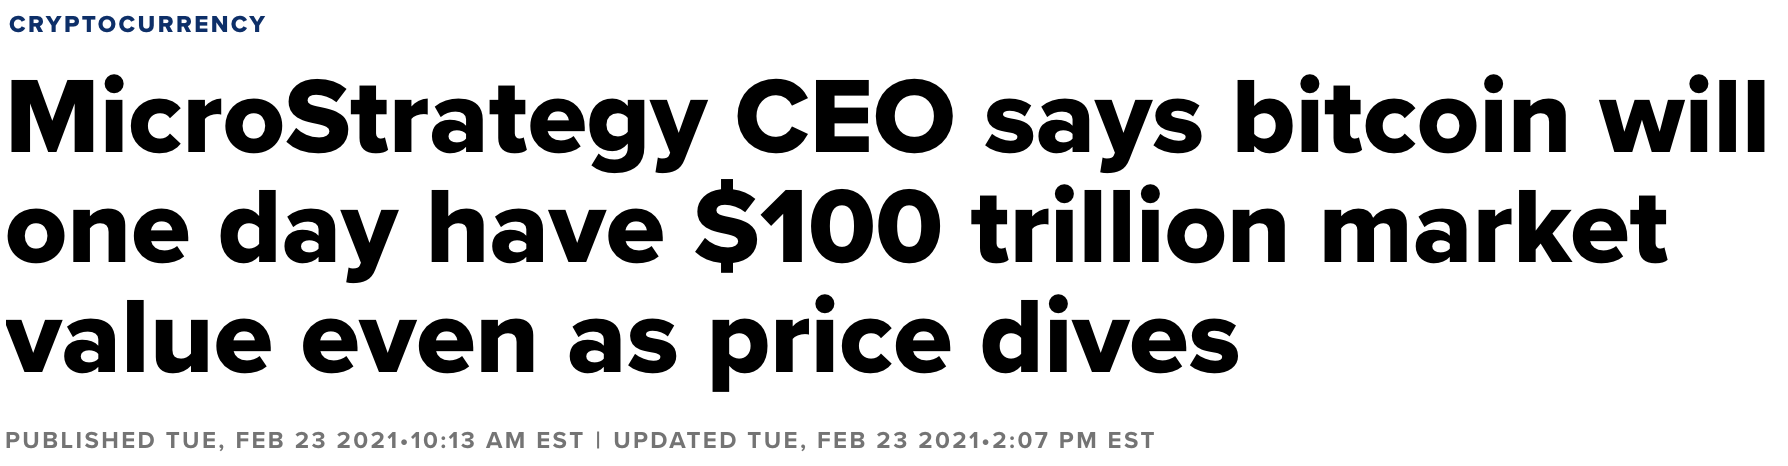 CRYPTOCURRENCY
MicroStrategy CEO says bitcoin will
one day have $100 trillion market
value even as price dives
PUBLISHED TUE, FEB 23 2021•10:13 AM EST | UPDATED TUE, FEB 23 2021•2:07 PM EST